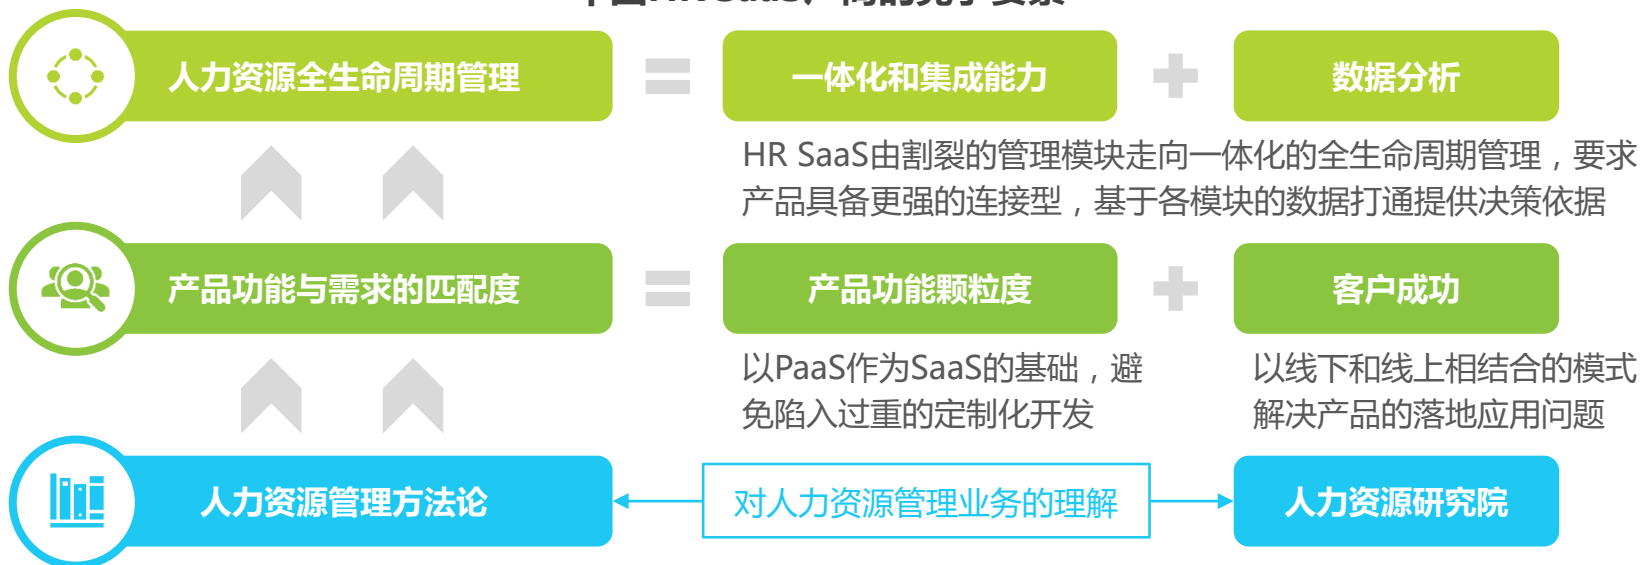 人力资源全生命周期管理
一体化和集成能力
数据分析
HR SaaS由割裂的管理模块走向一体化的全生命周期管理，要求
产品具备更强的连接型，基于各模块的数据打通提供决策依据
产品功能与需求的匹配度
产品功能颗粒度
客户成功
以PaaS作为SaaS的基础，避
免陷入过重的定制化开发
以线下和线上相结合的模式
解决产品的落地应用问题
人力资源管理方法论
对人力资源管理业务的理解
人力资源研究院